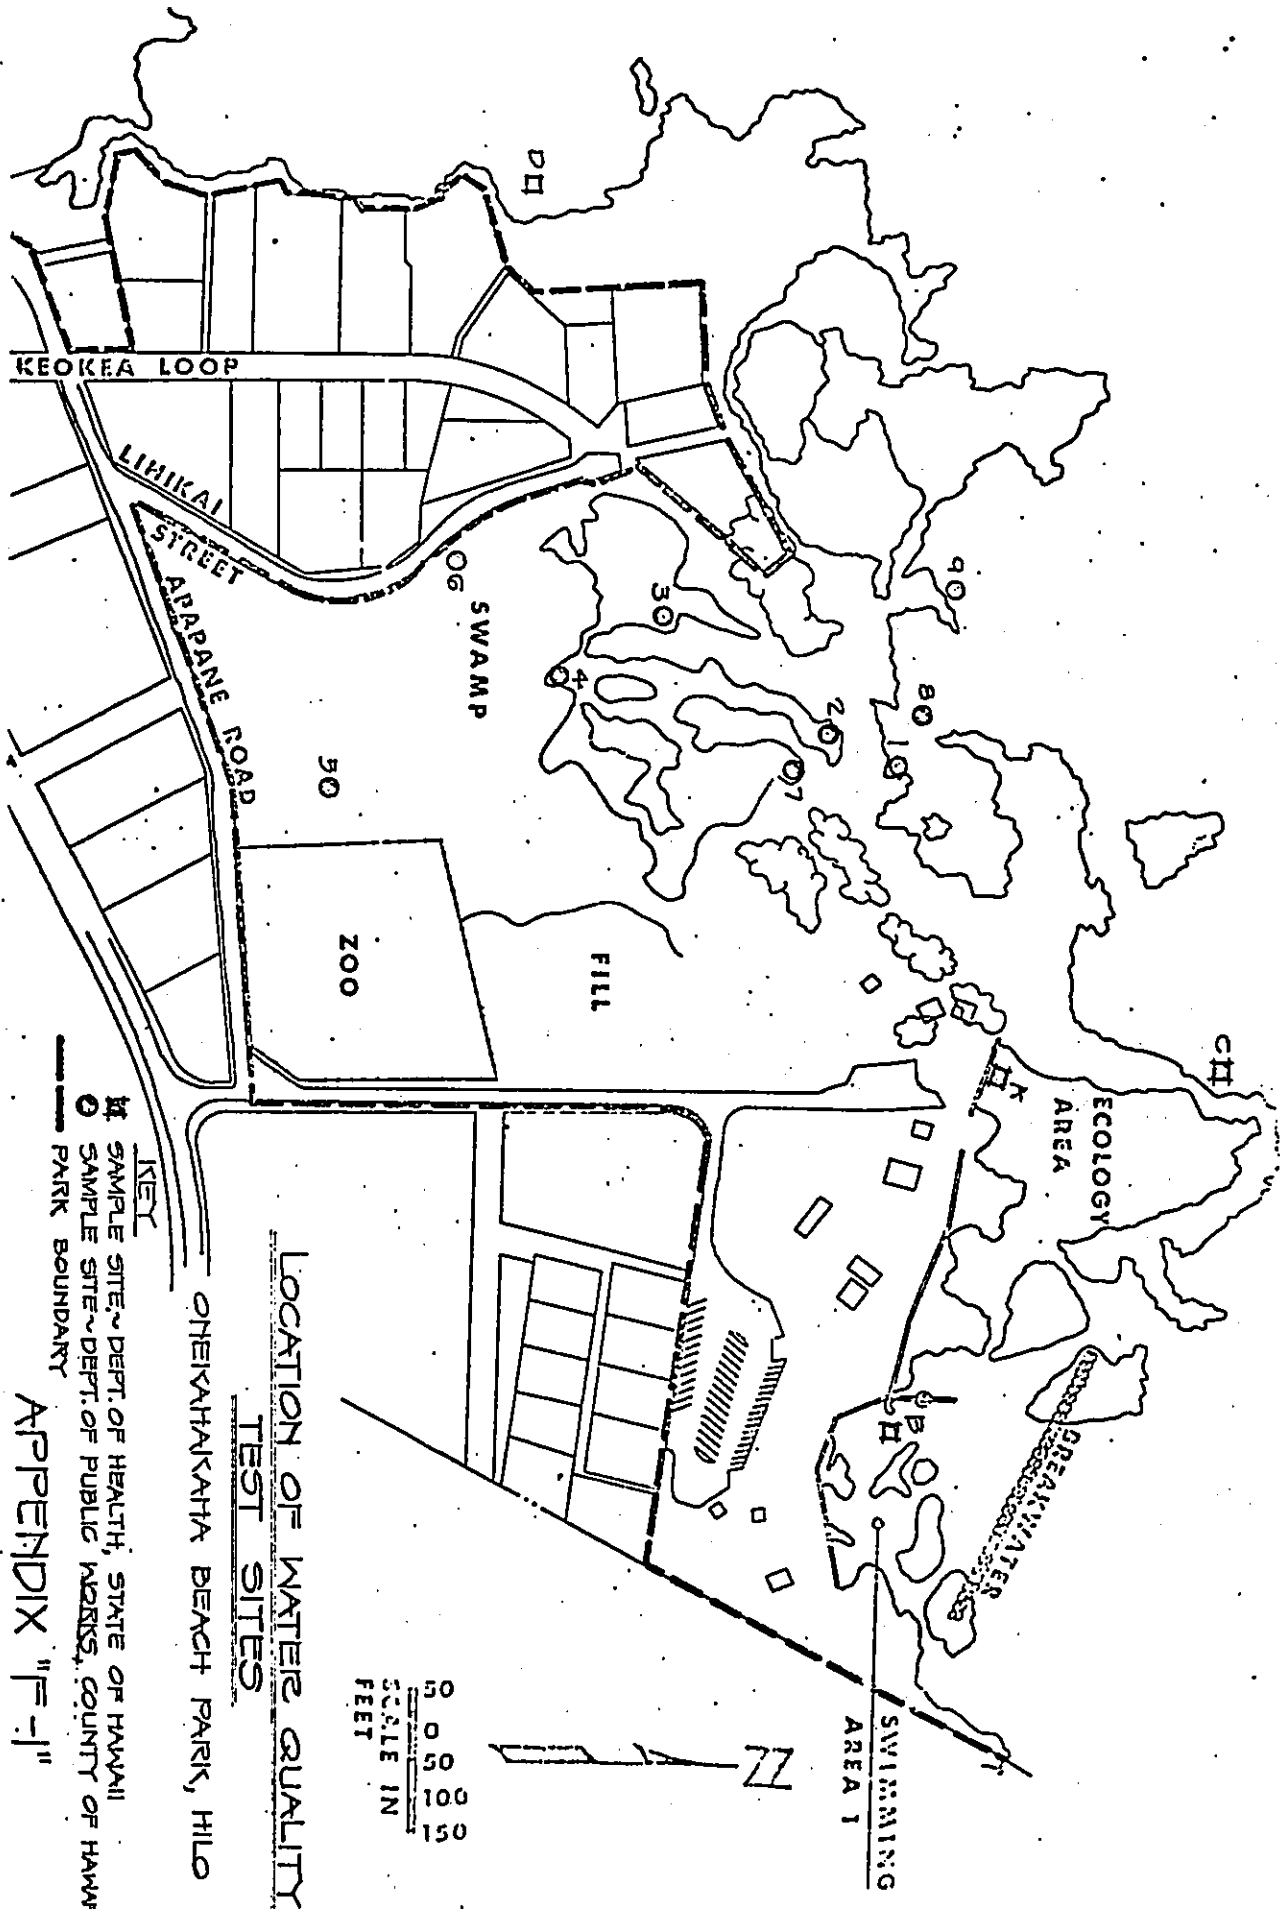 C
ECOLOGY
AREA
K
9
8
1
2
7
3
4
6
5
D
B
BREAKWATER
SWIMMING
AREA 1
SWAMP
FILL
ZOO
KEOKEA LOOP
LIHIKAI
STREET
APAPANE ROAD
50 0 50 100 150
SCALE IN
FEET
LOCATION OF WATER QUALITY
TEST SITES
ONEKAHAKAHA BEACH PARK, HILO
KEY
SAMPLE SITE~DEPT. OF HEALTH, STATE OF HAWAII
SAMPLE SITE~DEPT. OF PUBLIC WORKS, COUNTY OF HAWAI
PARK BOUNDARY
APPENDIX "F-1"